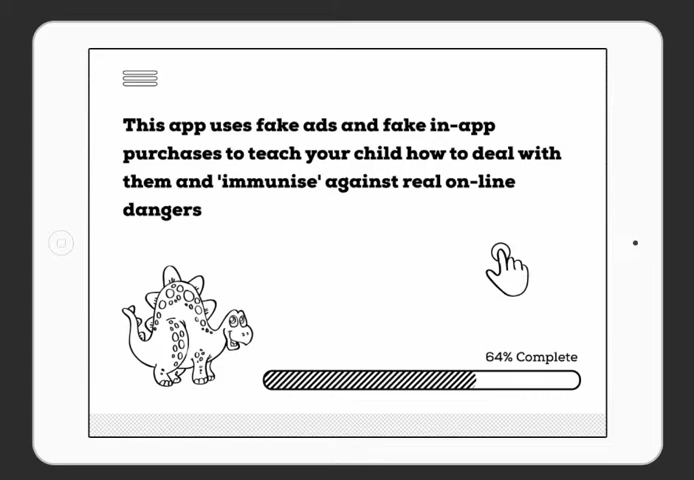 This app uses fake ads and fake in-app
purchases to teach your child how to deal with
them and 'immunise' against real on-line
dangers
64% Complete